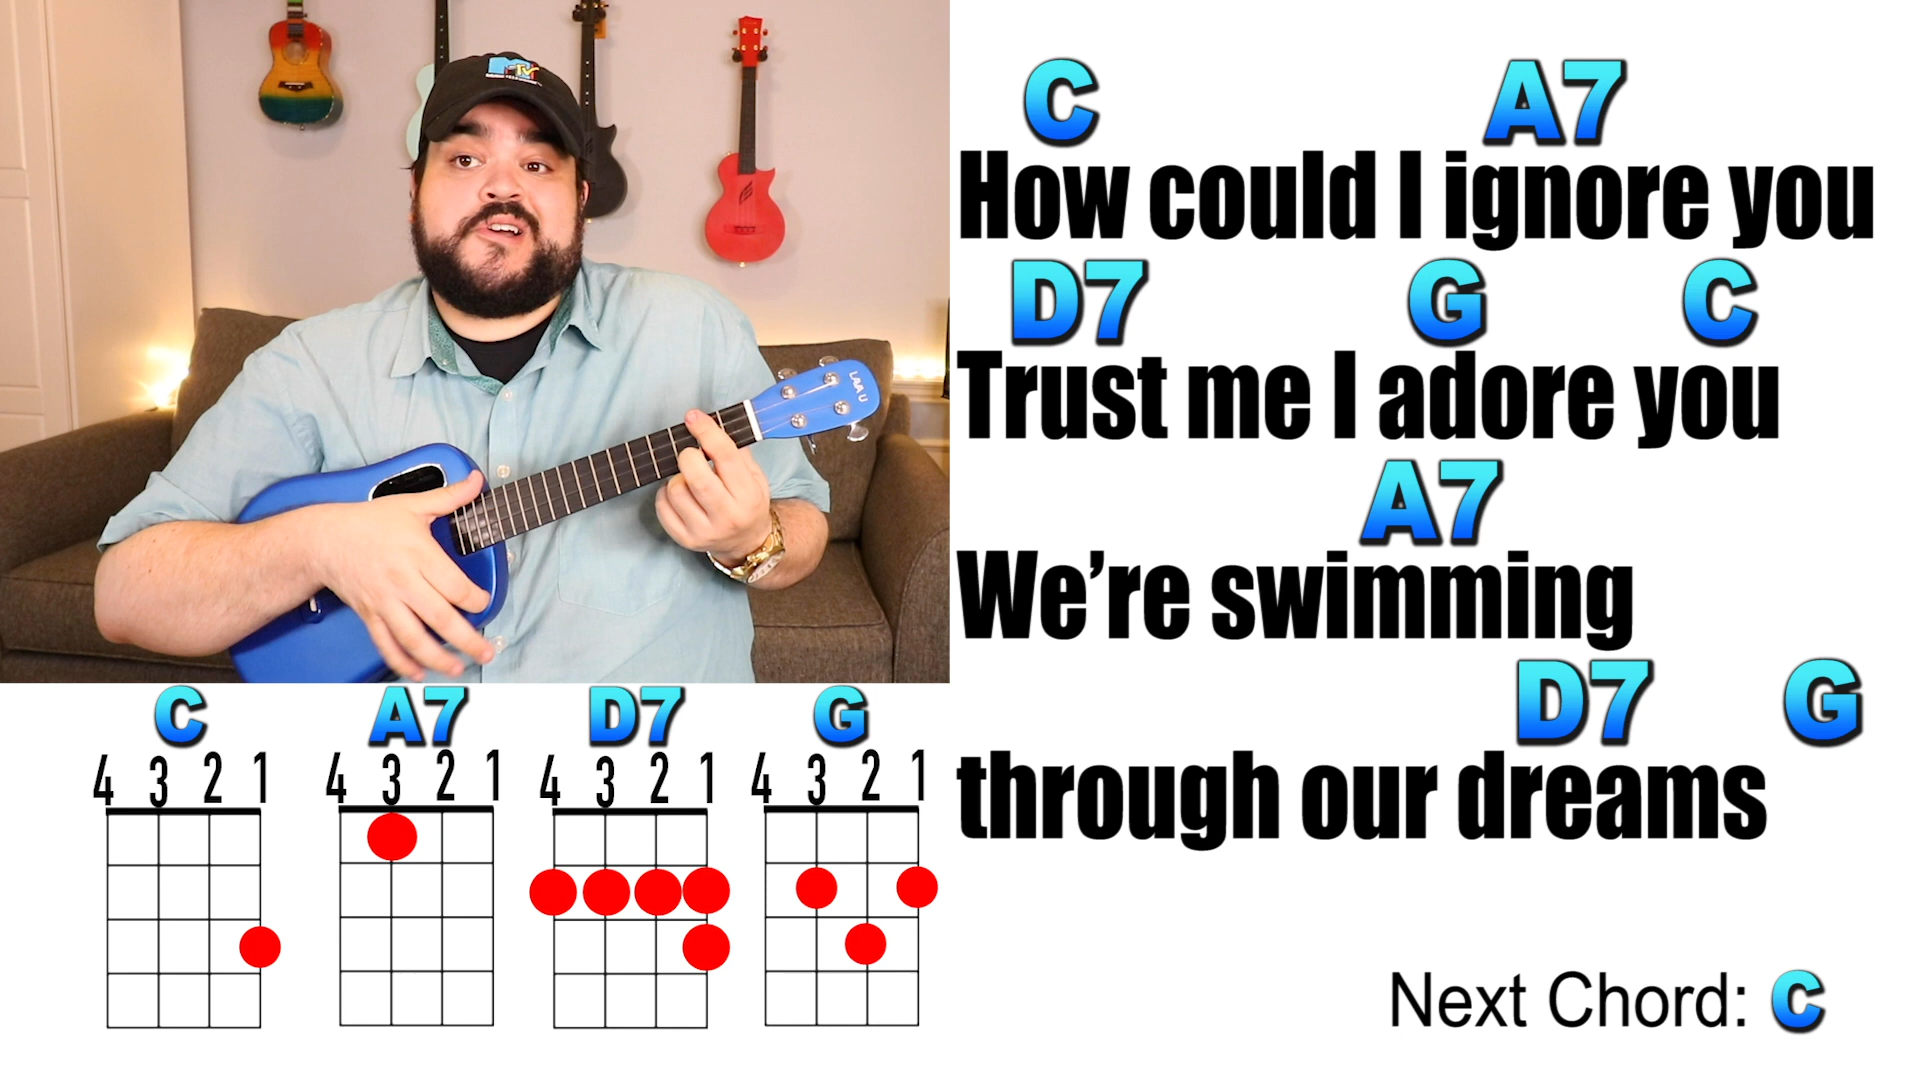 C A7
How could I ignore you
D7 G C
Trust me I adore you
A7
We’re swimming
D7 G
through our dreams
Next Chord: C
C A7 D7 G
4 3 2 1 4 3 2 1 4 3 2 1 4 3 2 1
MTV
LAVA U